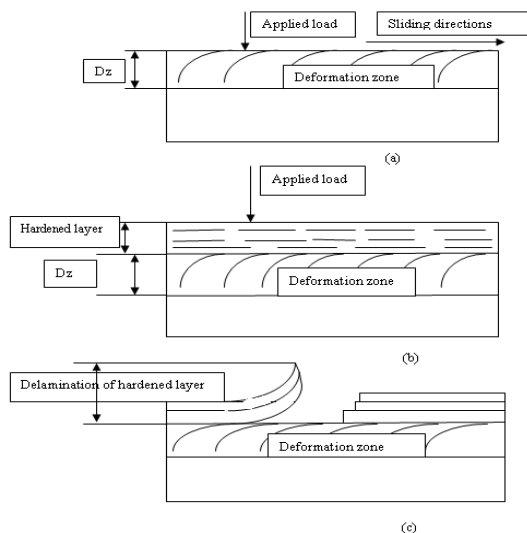 Applied load
Sliding directions
Dz
Deformation zone
(a)
Applied load
Hardened layer
Dz
Deformation zone
(b)
Delamination of hardened layer
Deformation zone
(c)